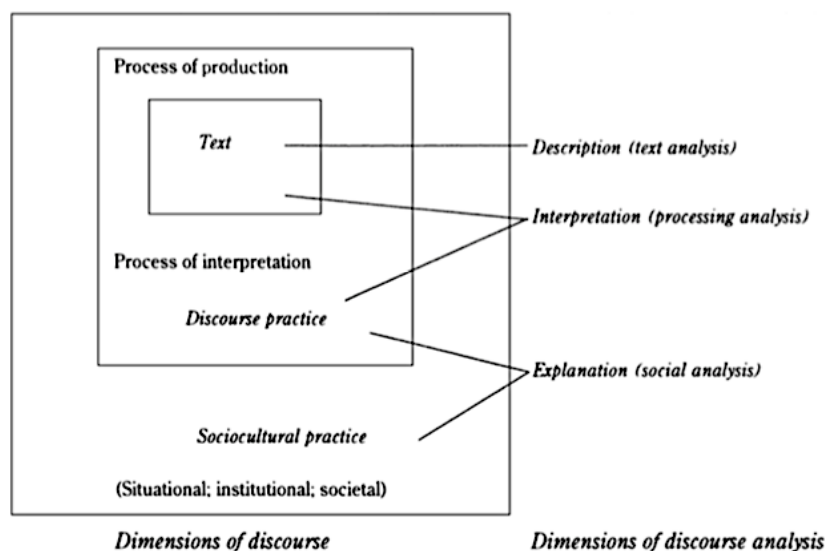 Process of production
Text
Description (text analysis)
Interpretation (processing analysis)
Process of interpretation
Discourse practice
Explanation (social analysis)
Sociocultural practice
(Situational; institutional; societal)
Dimensions of discourse
Dimensions of discourse analysis